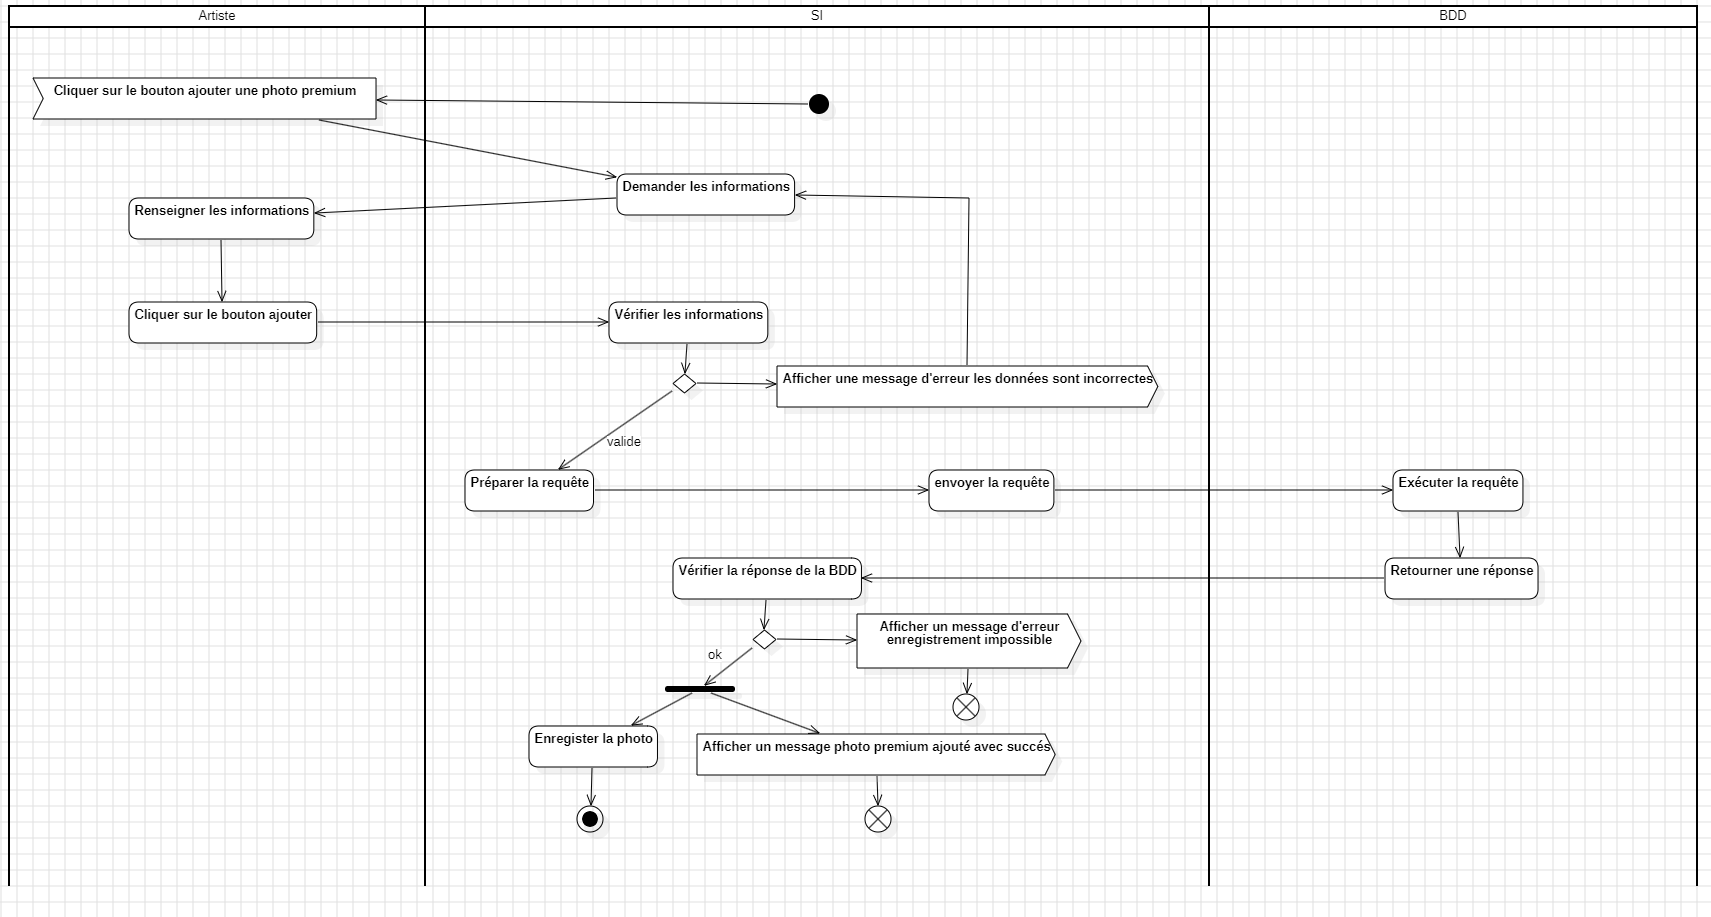 Artiste
SI
BDD
Cliquer sur le bouton ajouter une photo premium
Demander les informations
Renseigner les informations
Cliquer sur le bouton ajouter
Vérifier les informations
Afficher une message d'erreur les données sont incorrectes
valide
Préparer la requête
envoyer la requête
Exécuter la requête
Vérifier la réponse de la BDD
Retourner une réponse
Afficher un message d'erreur
enregistrement impossible
ok
Enregister la photo
Afficher un message photo premium ajouté avec succés